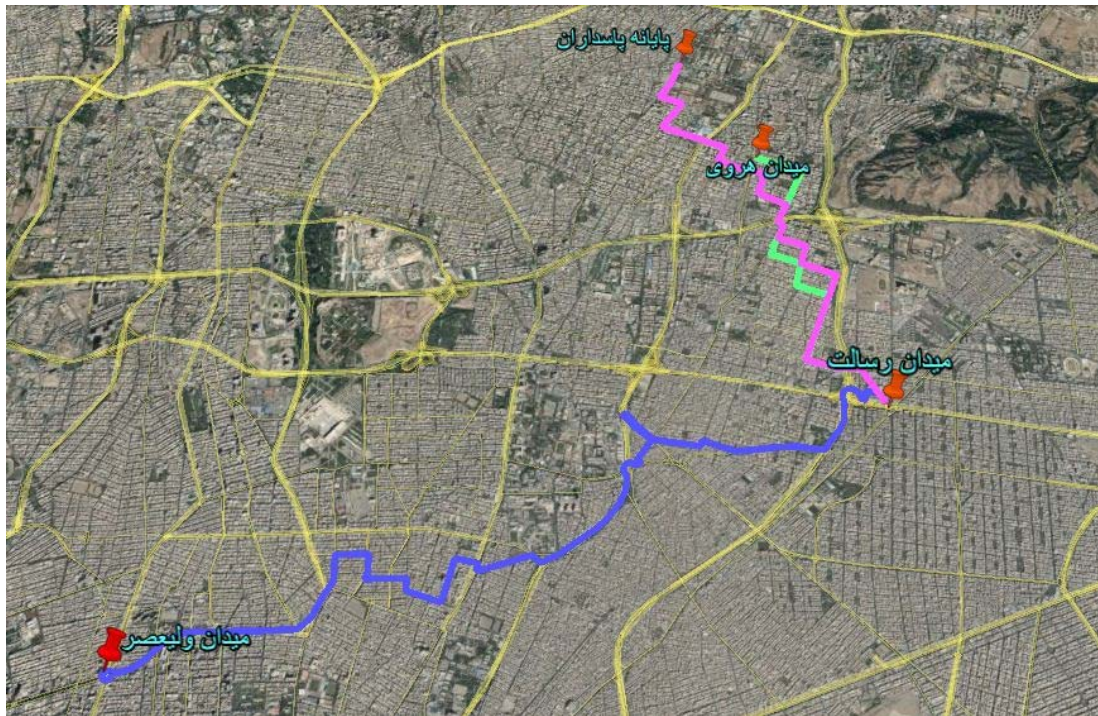 پایانه پاسداران
میدان هروی
میدان رسالت
میدان ولیعصر